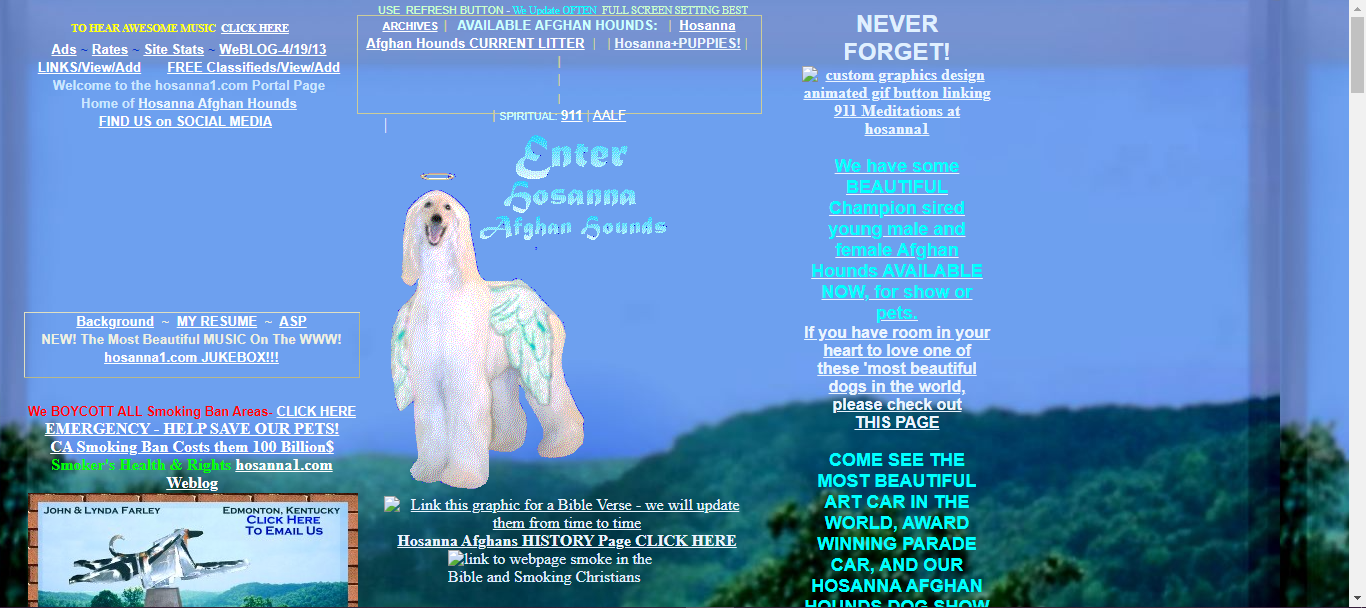 TO HEAR AWESOME MUSIC CLICK HERE
Ads ~ Rates ~ Site Stats ~ WeBLOG-4/19/13
LINKS/View/Add FREE Classifieds/View/Add
Welcome to the hosanna1.com Portal Page
Home of Hosanna Afghan Hounds
FIND US on SOCIAL MEDIA
Background ~ MY RESUME ~ ASP
NEW! The Most Beautiful MUSIC On The WWW!
hosanna1.com JUKEBOX!!!
We BOYCOTT ALL Smoking Ban Areas- CLICK HERE
EMERGENCY - HELP SAVE OUR PETS!
CA Smoking Ban Costs them 100 Billion$
Smoker's Health & Rights hosanna1.com
Weblog
JOHN & LYNDA FARLEY EDMONTON, KENTUCKY
CLICK HERE
TO EMAIL US
USE REFRESH BUTTON - We Update OFTEN FULL SCREEN SETTING BEST
ARCHIVES | AVAILABLE AFGHAN HOUNDS: | Hosanna
Afghan Hounds CURRENT LITTER | | Hosanna+PUPPIES! |
|
|
|
| SPIRITUAL: 911 | AALF
|
Enter
Hosanna
Afghan Hounds
Link this graphic for a Bible Verse - we will update
them from time to time
Hosanna Afghans HISTORY Page CLICK HERE
link to webpage smoke in the
Bible and Smoking Christians
NEVER
FORGET!
custom graphics design
animated gif button linking
911 Meditations at
hosanna1
We have some
BEAUTIFUL
Champion sired
young male and
female Afghan
Hounds AVAILABLE
NOW, for show or
pets.
If you have room in your
heart to love one of
these 'most beautiful
dogs in the world,
please check out
THIS PAGE
COME SEE THE
MOST BEAUTIFUL
ART CAR IN THE
WORLD, AWARD
WINNING PARADE
CAR, AND OUR
HOSANNA AFGHAN
HOUNDS DOG SHOW